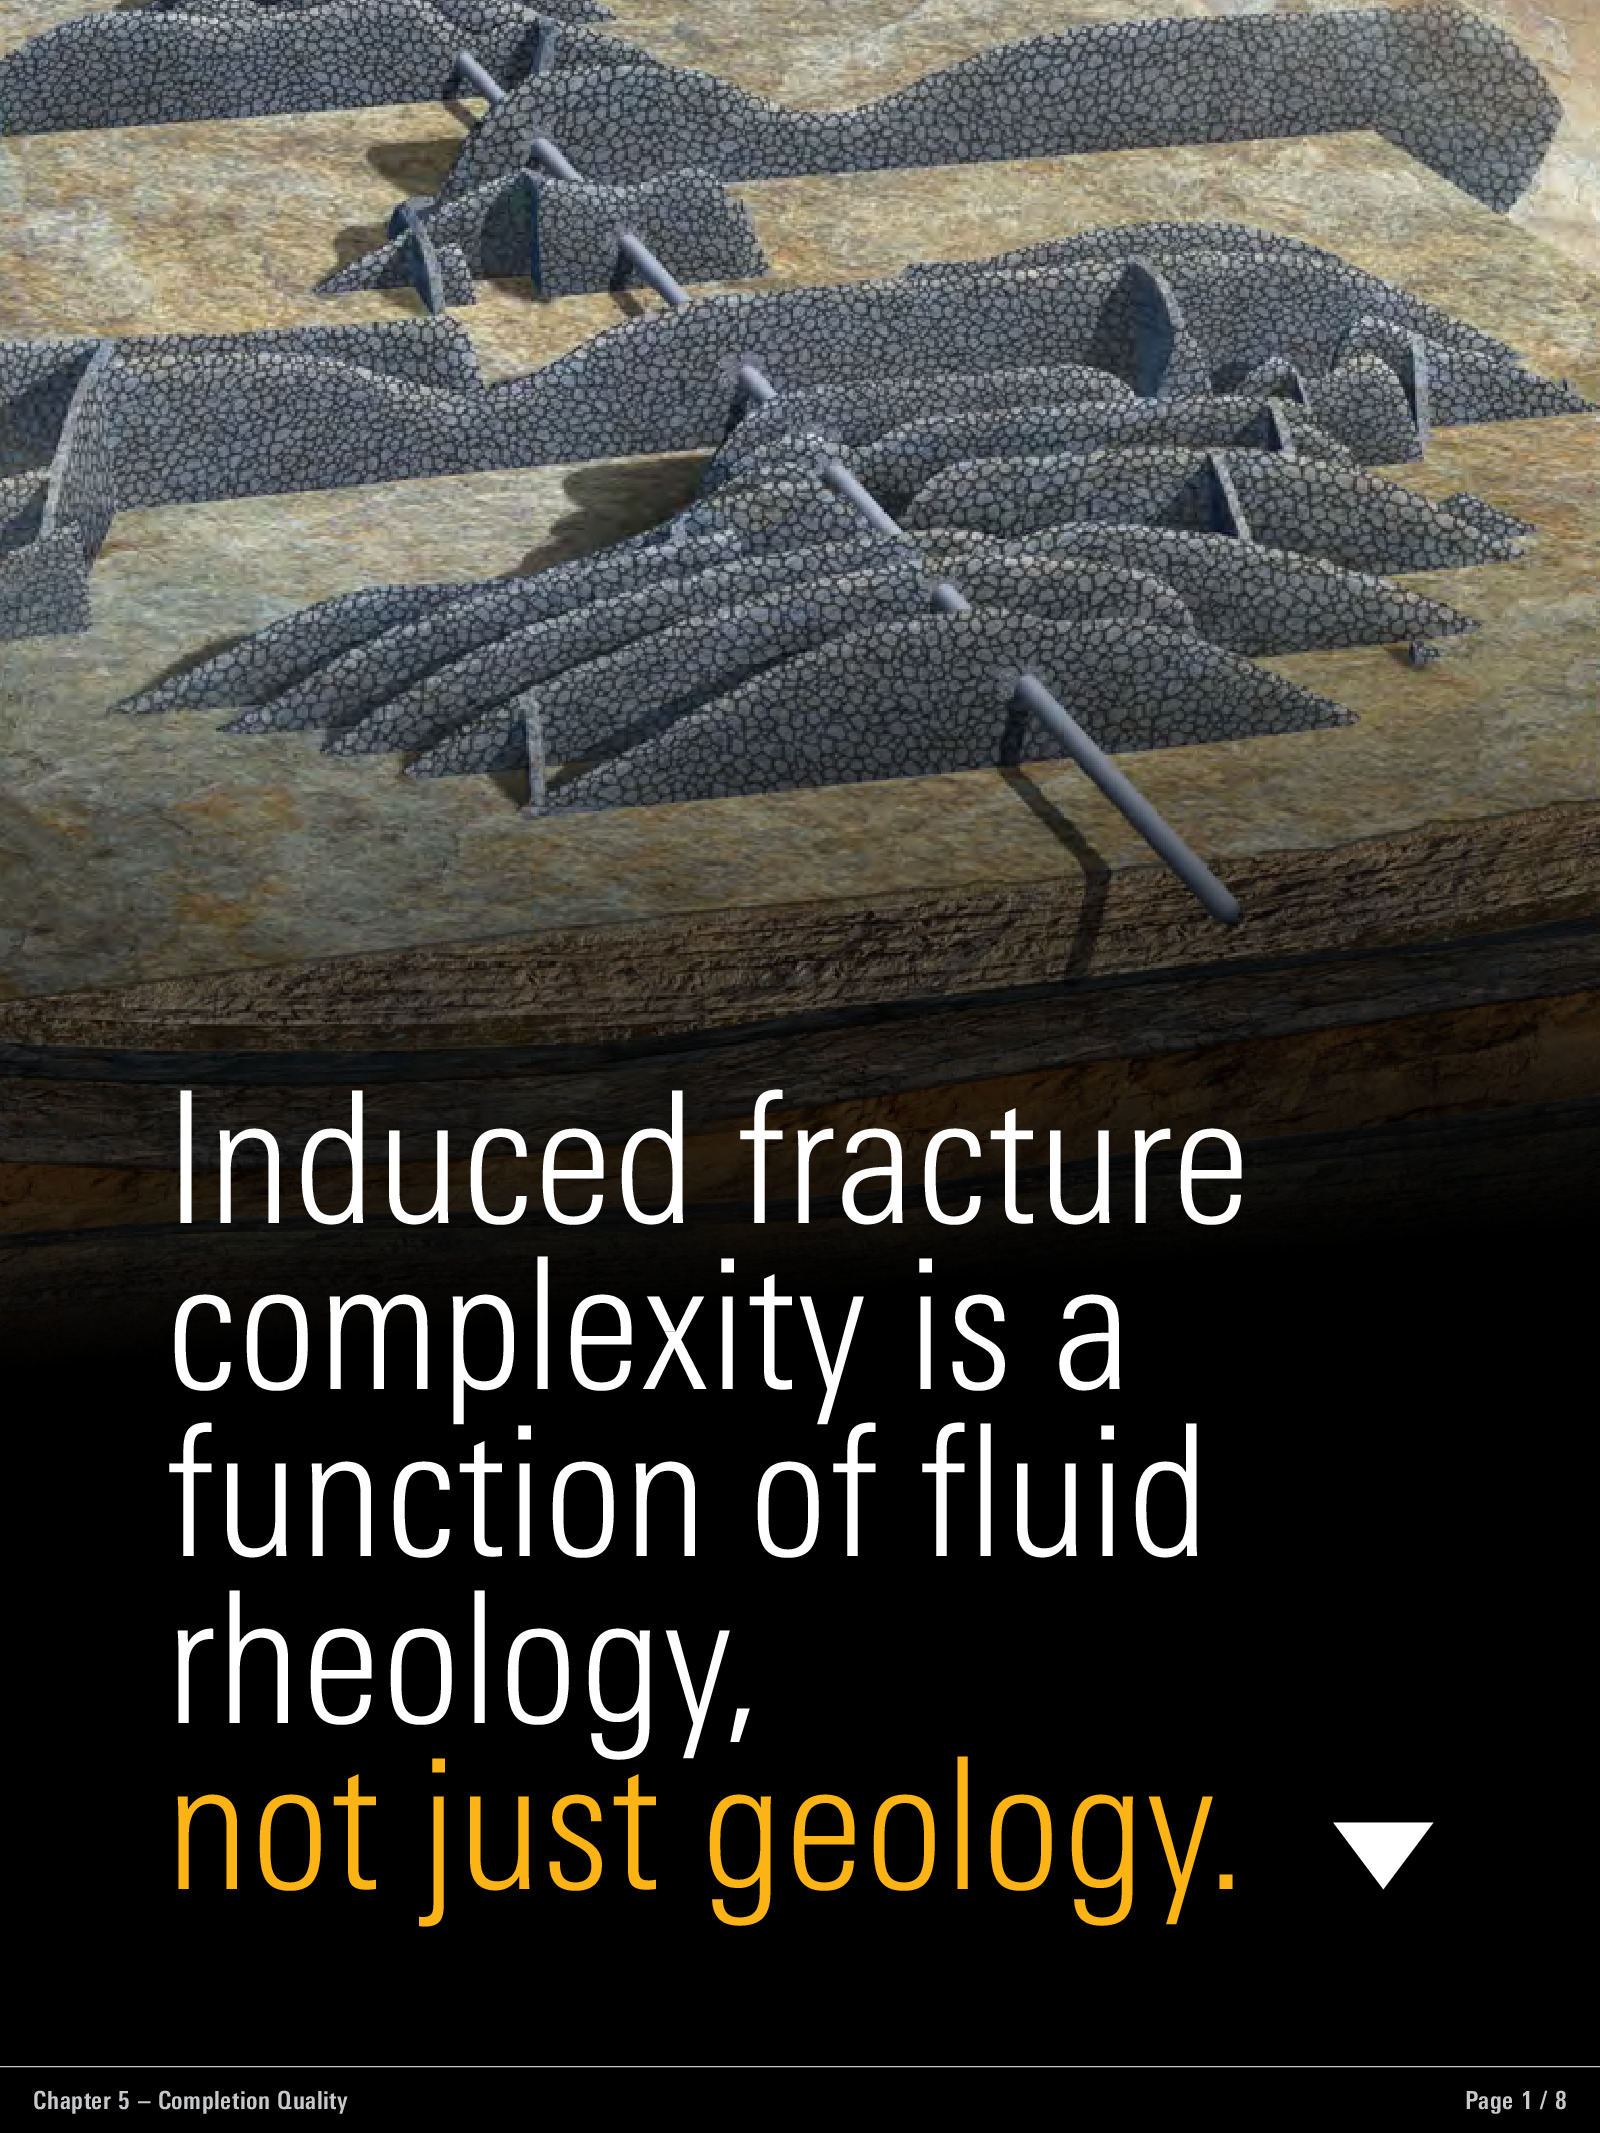 Induced fracture
complexity is a
function of fluid
rheology,
not just geology.
Chapter 5 – Completion Quality
Page 1 / 8